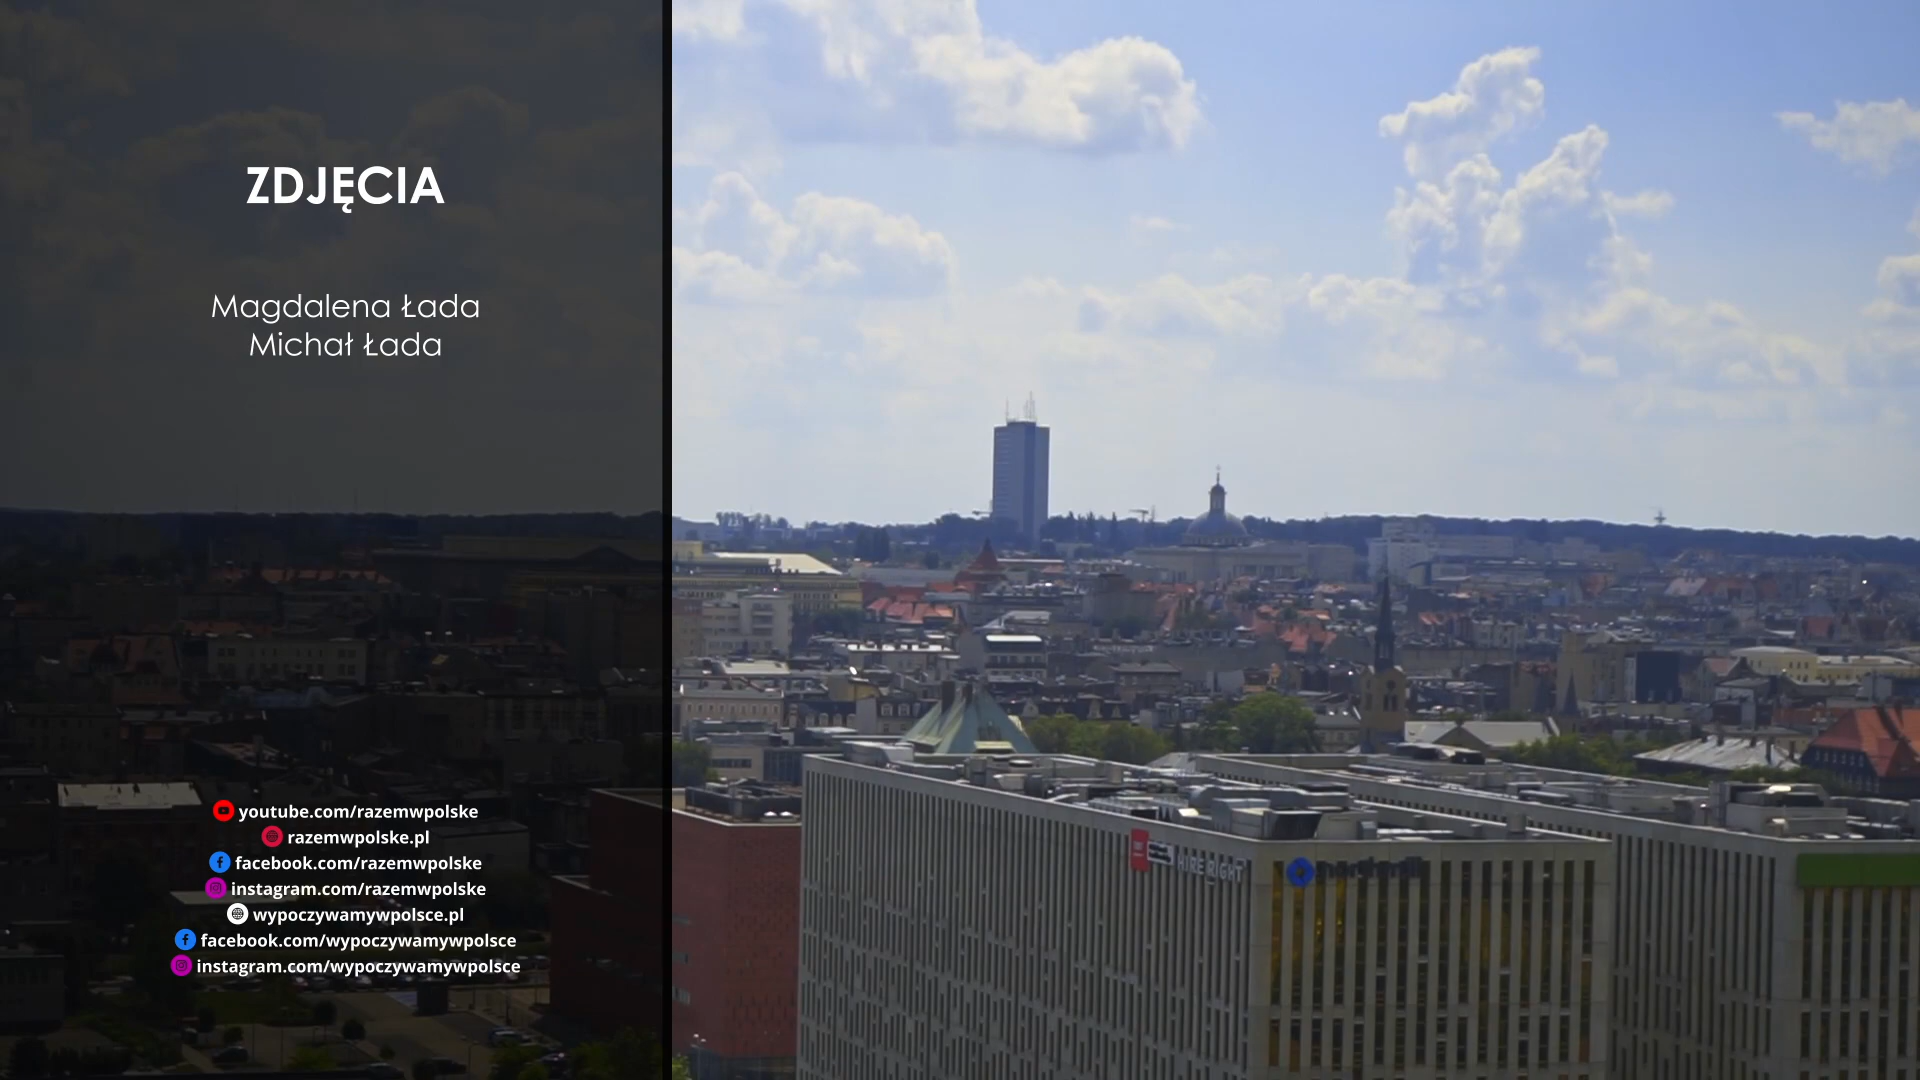 ZDJĘCIA
Magdalena Łada
Michał Łada
youtube.com/razemwpolske
razemwpolske.pl
facebook.com/razemwpolske
instagram.com/razemwpolske
wypoczywamywpolsce.pl
facebook.com/wypoczywamywpolsce
instagram.com/wypoczywamywpolsce
HIRE RIGHT